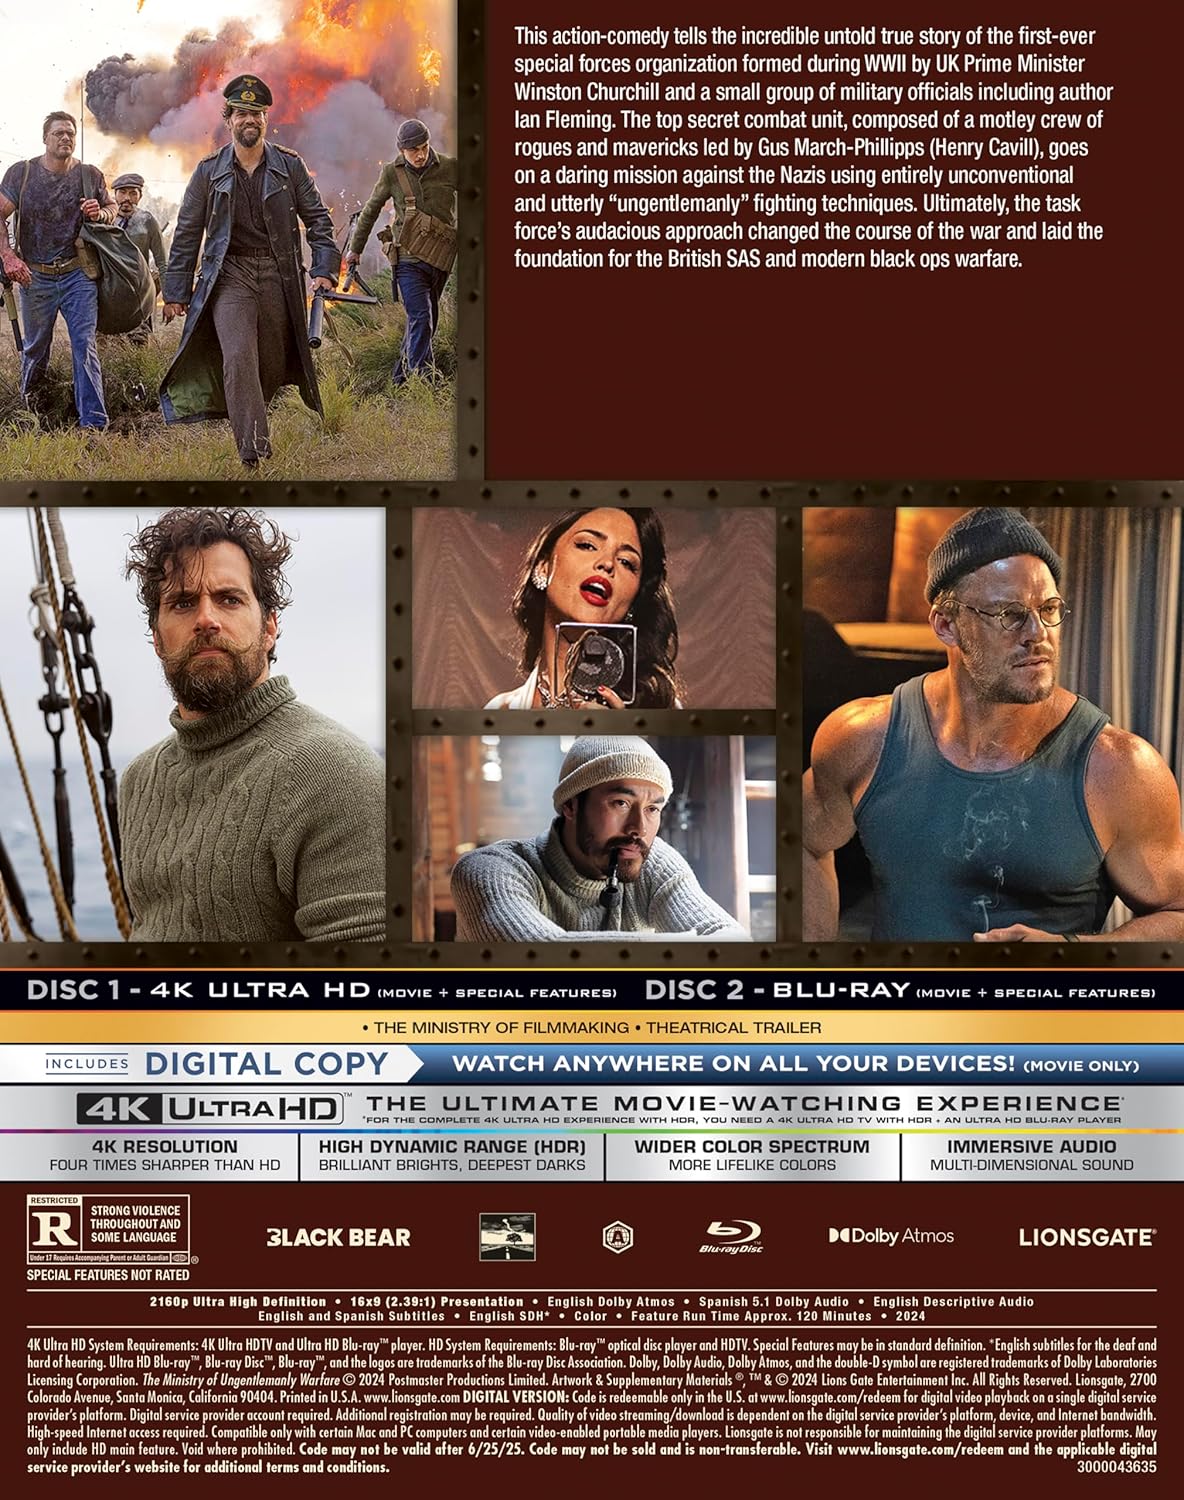 This action-comedy tells the incredible untold true story of the first-ever
special forces organization formed during WWII by UK Prime Minister
Winston Churchill and a small group of military officials including author
Ian Fleming. The top secret combat unit, composed of a motley crew of
rogues and mavericks led by Gus March-Phillipps (Henry Cavill), goes
on a daring mission against the Nazis using entirely unconventional
and utterly “ungentlemanly” fighting techniques. Ultimately, the task
force’s audacious approach changed the course of the war and laid the
foundation for the British SAS and modern black ops warfare.
DISC 1 - 4K ULTRA HD (MOVIE + SPECIAL FEATURES) DISC 2 - BLU-RAY (MOVIE + SPECIAL FEATURES)
• THE MINISTRY OF FILMMAKING • THEATRICAL TRAILER
INCLUDES DIGITAL COPY WATCH ANYWHERE ON ALL YOUR DEVICES! (MOVIE ONLY)
4K ULTRA HD™ THE ULTIMATE MOVIE-WATCHING EXPERIENCE*
*FOR THE COMPLETE 4K ULTRA HD EXPERIENCE WITH HDR, YOU NEED A 4K ULTRA HD TV WITH HDR + AN ULTRA HD BLU-RAY PLAYER
4K RESOLUTION HIGH DYNAMIC RANGE (HDR) WIDER COLOR SPECTRUM IMMERSIVE AUDIO
FOUR TIMES SHARPER THAN HD BRILLIANT BRIGHTS, DEEPEST DARKS MORE LIFELIKE COLORS MULTI-DIMENSIONAL SOUND
RESTRICTED
R STRONG VIOLENCE
THROUGHOUT AND
SOME LANGUAGE
Under 17 Requires Accompanying Parent or Adult Guardian ®
SPECIAL FEATURES NOT RATED
BLACK BEAR
A
Blu-ray Disc™
Dolby Atmos
LIONSGATE®
2160p Ultra High Definition • 16x9 (2.39:1) Presentation • English Dolby Atmos • Spanish 5.1 Dolby Audio • English Descriptive Audio
English and Spanish Subtitles • English SDH* • Color • Feature Run Time Approx. 120 Minutes • 2024
4K Ultra HD System Requirements: 4K Ultra HDTV and Ultra HD Blu-ray™ player. HD System Requirements: Blu-ray™ optical disc player and HDTV. Special Features may be in standard definition. *English subtitles for the deaf and
hard of hearing. Ultra HD Blu-ray™, Blu-ray Disc™, Blu-ray™, and the logos are trademarks of the Blu-ray Disc Association. Dolby, Dolby Audio, Dolby Atmos, and the double-D symbol are registered trademarks of Dolby Laboratories
Licensing Corporation. The Ministry of Ungentlemanly Warfare © 2024 Postmaster Productions Limited. Artwork & Supplementary Materials ®, ™ & © 2024 Lions Gate Entertainment Inc. All Rights Reserved. Lionsgate, 2700
Colorado Avenue, Santa Monica, California 90404. Printed in U.S.A. www.lionsgate.com DIGITAL VERSION: Code is redeemable only in the U.S. at www.lionsgate.com/redeem for digital video playback on a single digital service
provider’s platform. Digital service provider account required. Additional registration may be required. Quality of video streaming/download is dependent on the digital service provider’s platform, device, and Internet bandwidth.
High-speed Internet access required. Compatible only with certain Mac and PC computers and certain video-enabled portable media players. Lionsgate is not responsible for maintaining the digital service provider platforms. May
only include HD main feature. Void where prohibited. Code may not be valid after 6/25/25. Code may not be sold and is non-transferable. Visit www.lionsgate.com/redeem and the applicable digital
service provider’s website for additional terms and conditions.
3000043635